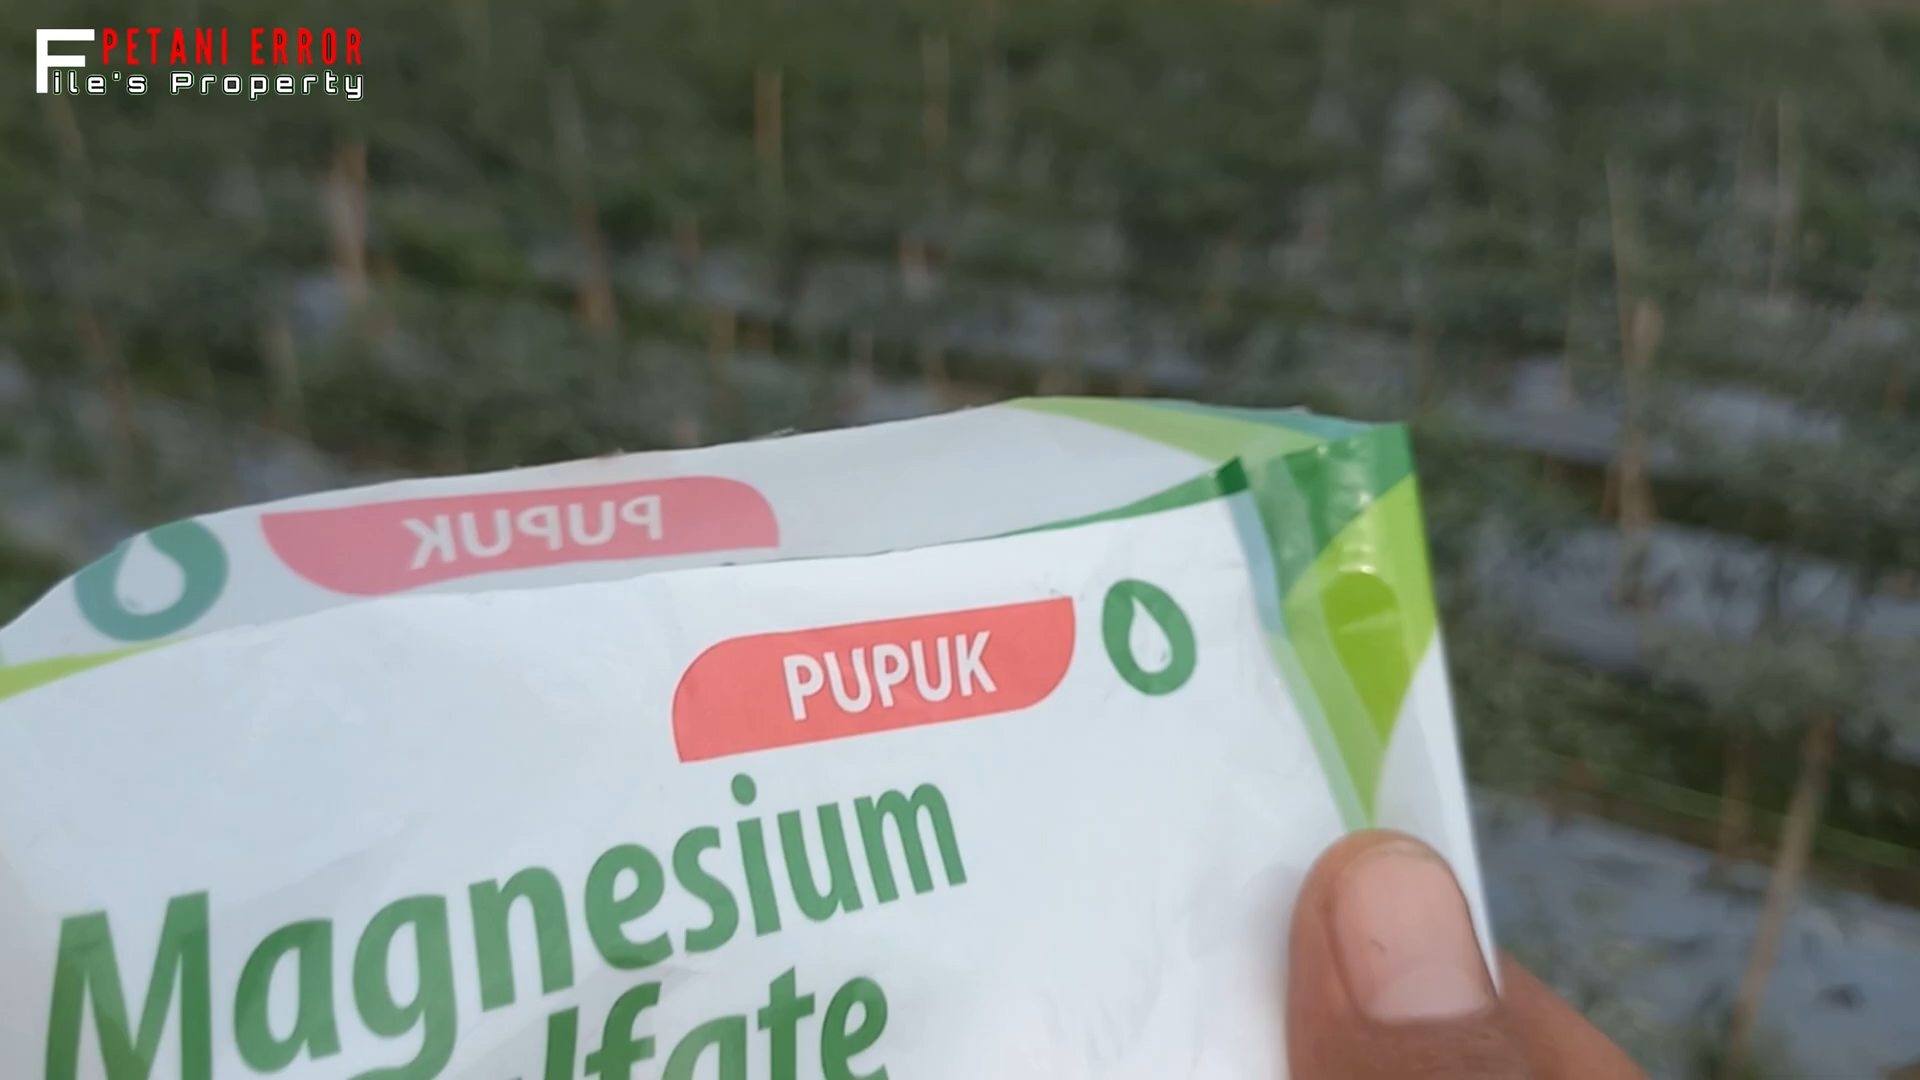 PETANI ERROR
File's Property
PUPUK
PUPUK
Magnesium